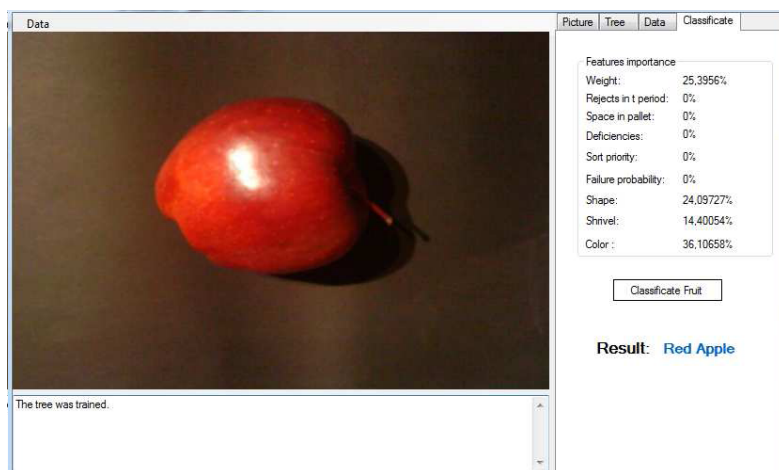 Data
Picture Tree Data Classificate
Features importance
Weight: 25,3956%
Rejects in t period: 0%
Space in pallet: 0%
Deficiencies: 0%
Sort priority: 0%
Failure probability: 0%
Shape: 24,09727%
Shrivel: 14,40054%
Color : 36,10658%
Classificate Fruit
Result: Red Apple
The tree was trained.